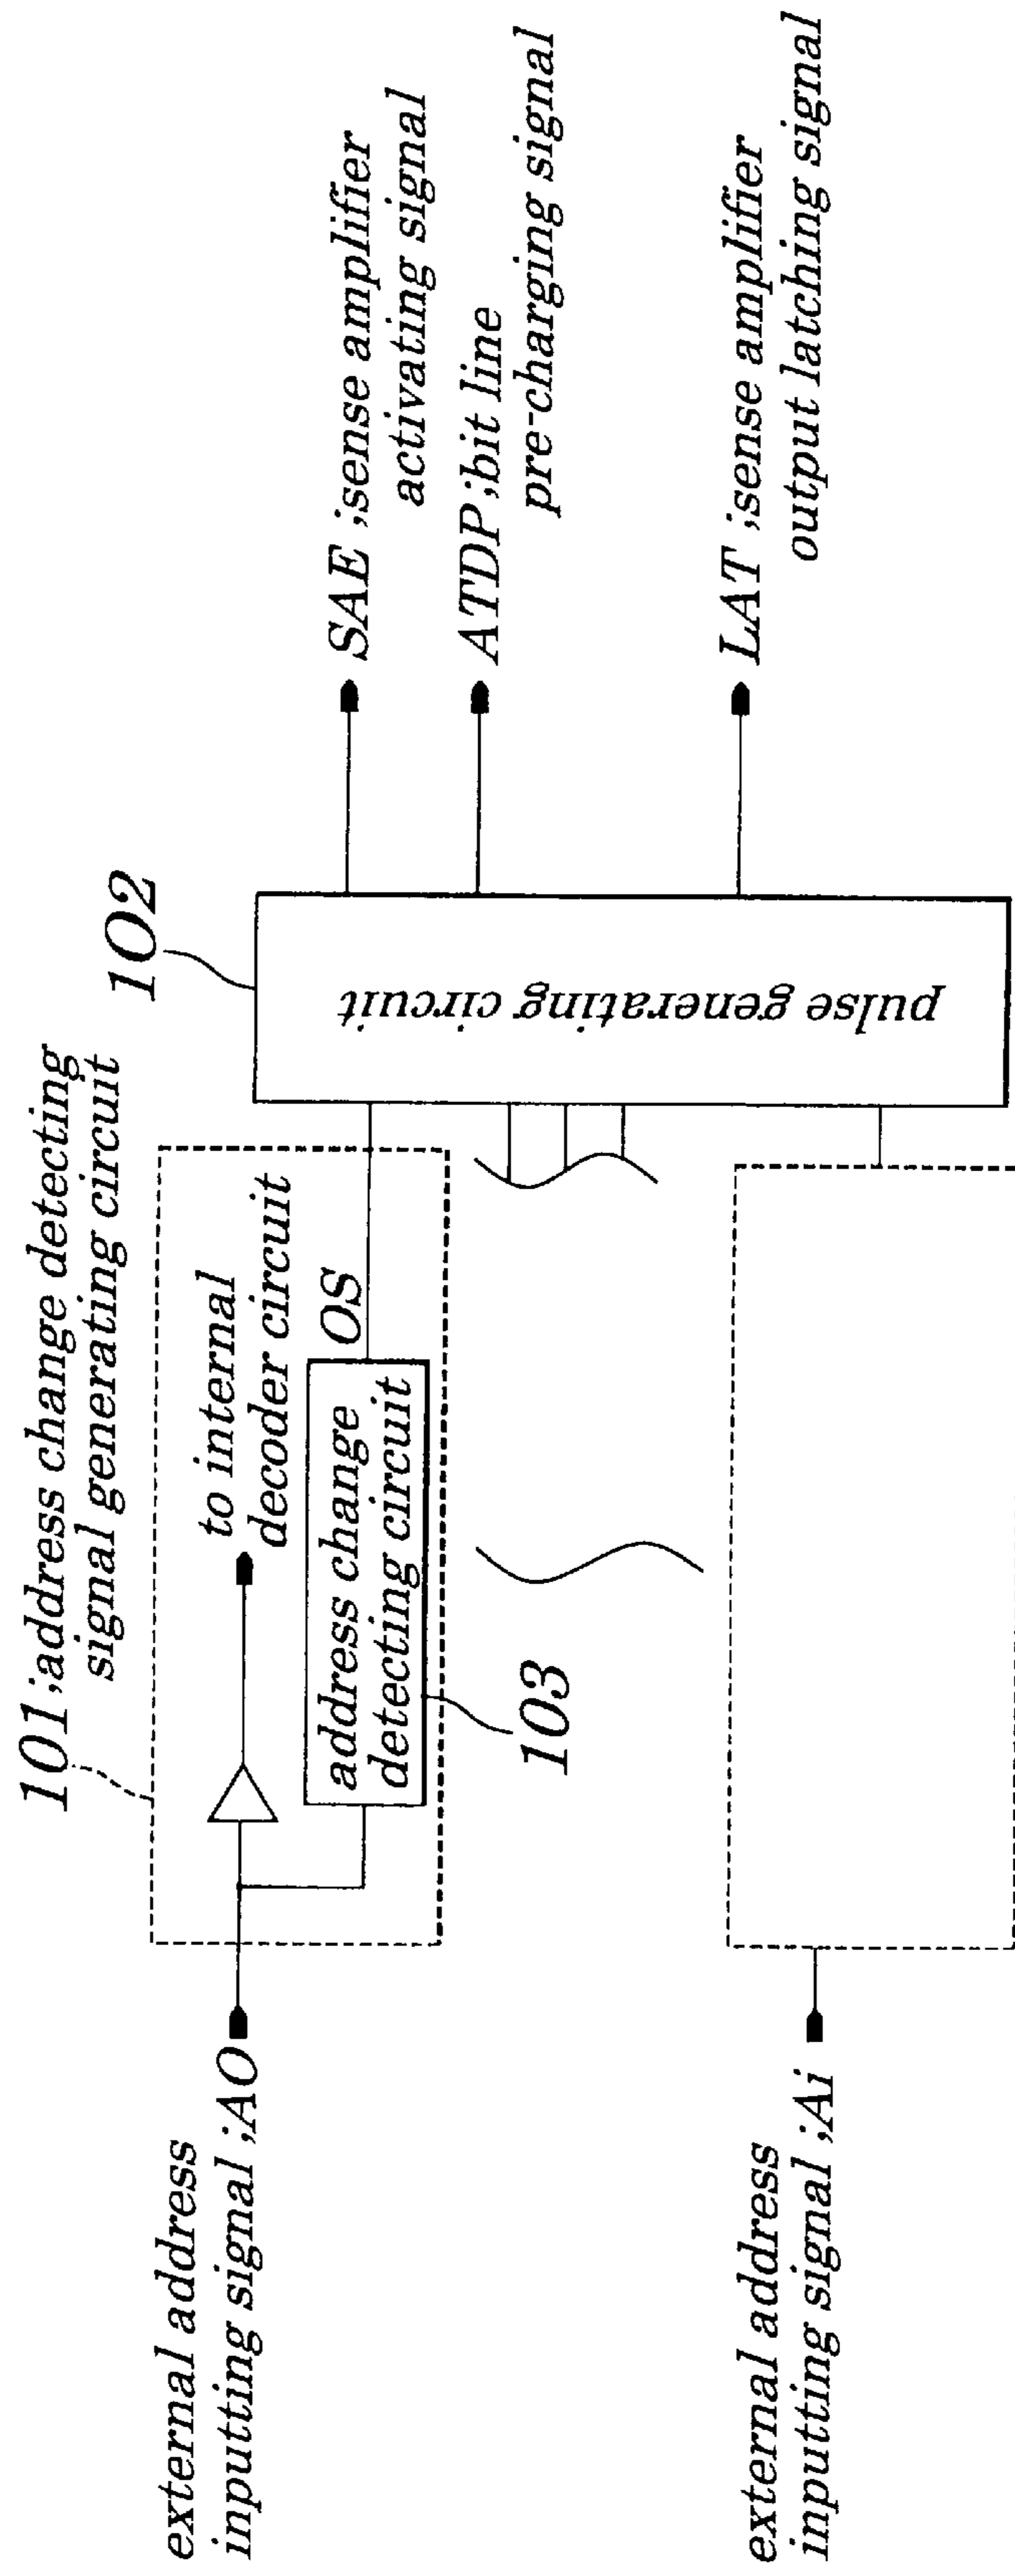 101;address change detecting
signal generating circuit
102
external address
inputting signal ;A0
to internal
decoder circuit
address change
detecting circuit
OS
103
pulse generating circuit
SAE ;sense amplifier
activating signal
ATDP ;bit line
pre-charging signal
LAT ;sense amplifier
output latching signal
external address
inputting signal ;Ai